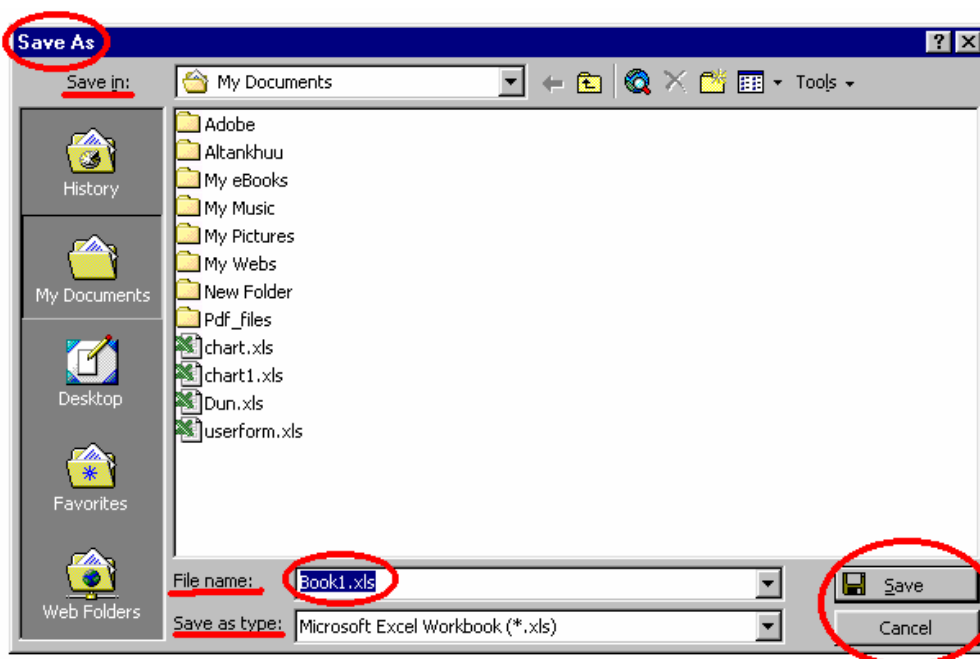 Save As
Save in: My Documents Tools
History
My Documents
Desktop
Favorites
Web Folders
Adobe
Altankhuu
My eBooks
My Music
My Pictures
My Webs
New Folder
Pdf_files
chart.xls
chart1.xls
Dun.xls
userform.xls
File name: Book1.xls Save
Save as type: Microsoft Excel Workbook (*.xls) Cancel